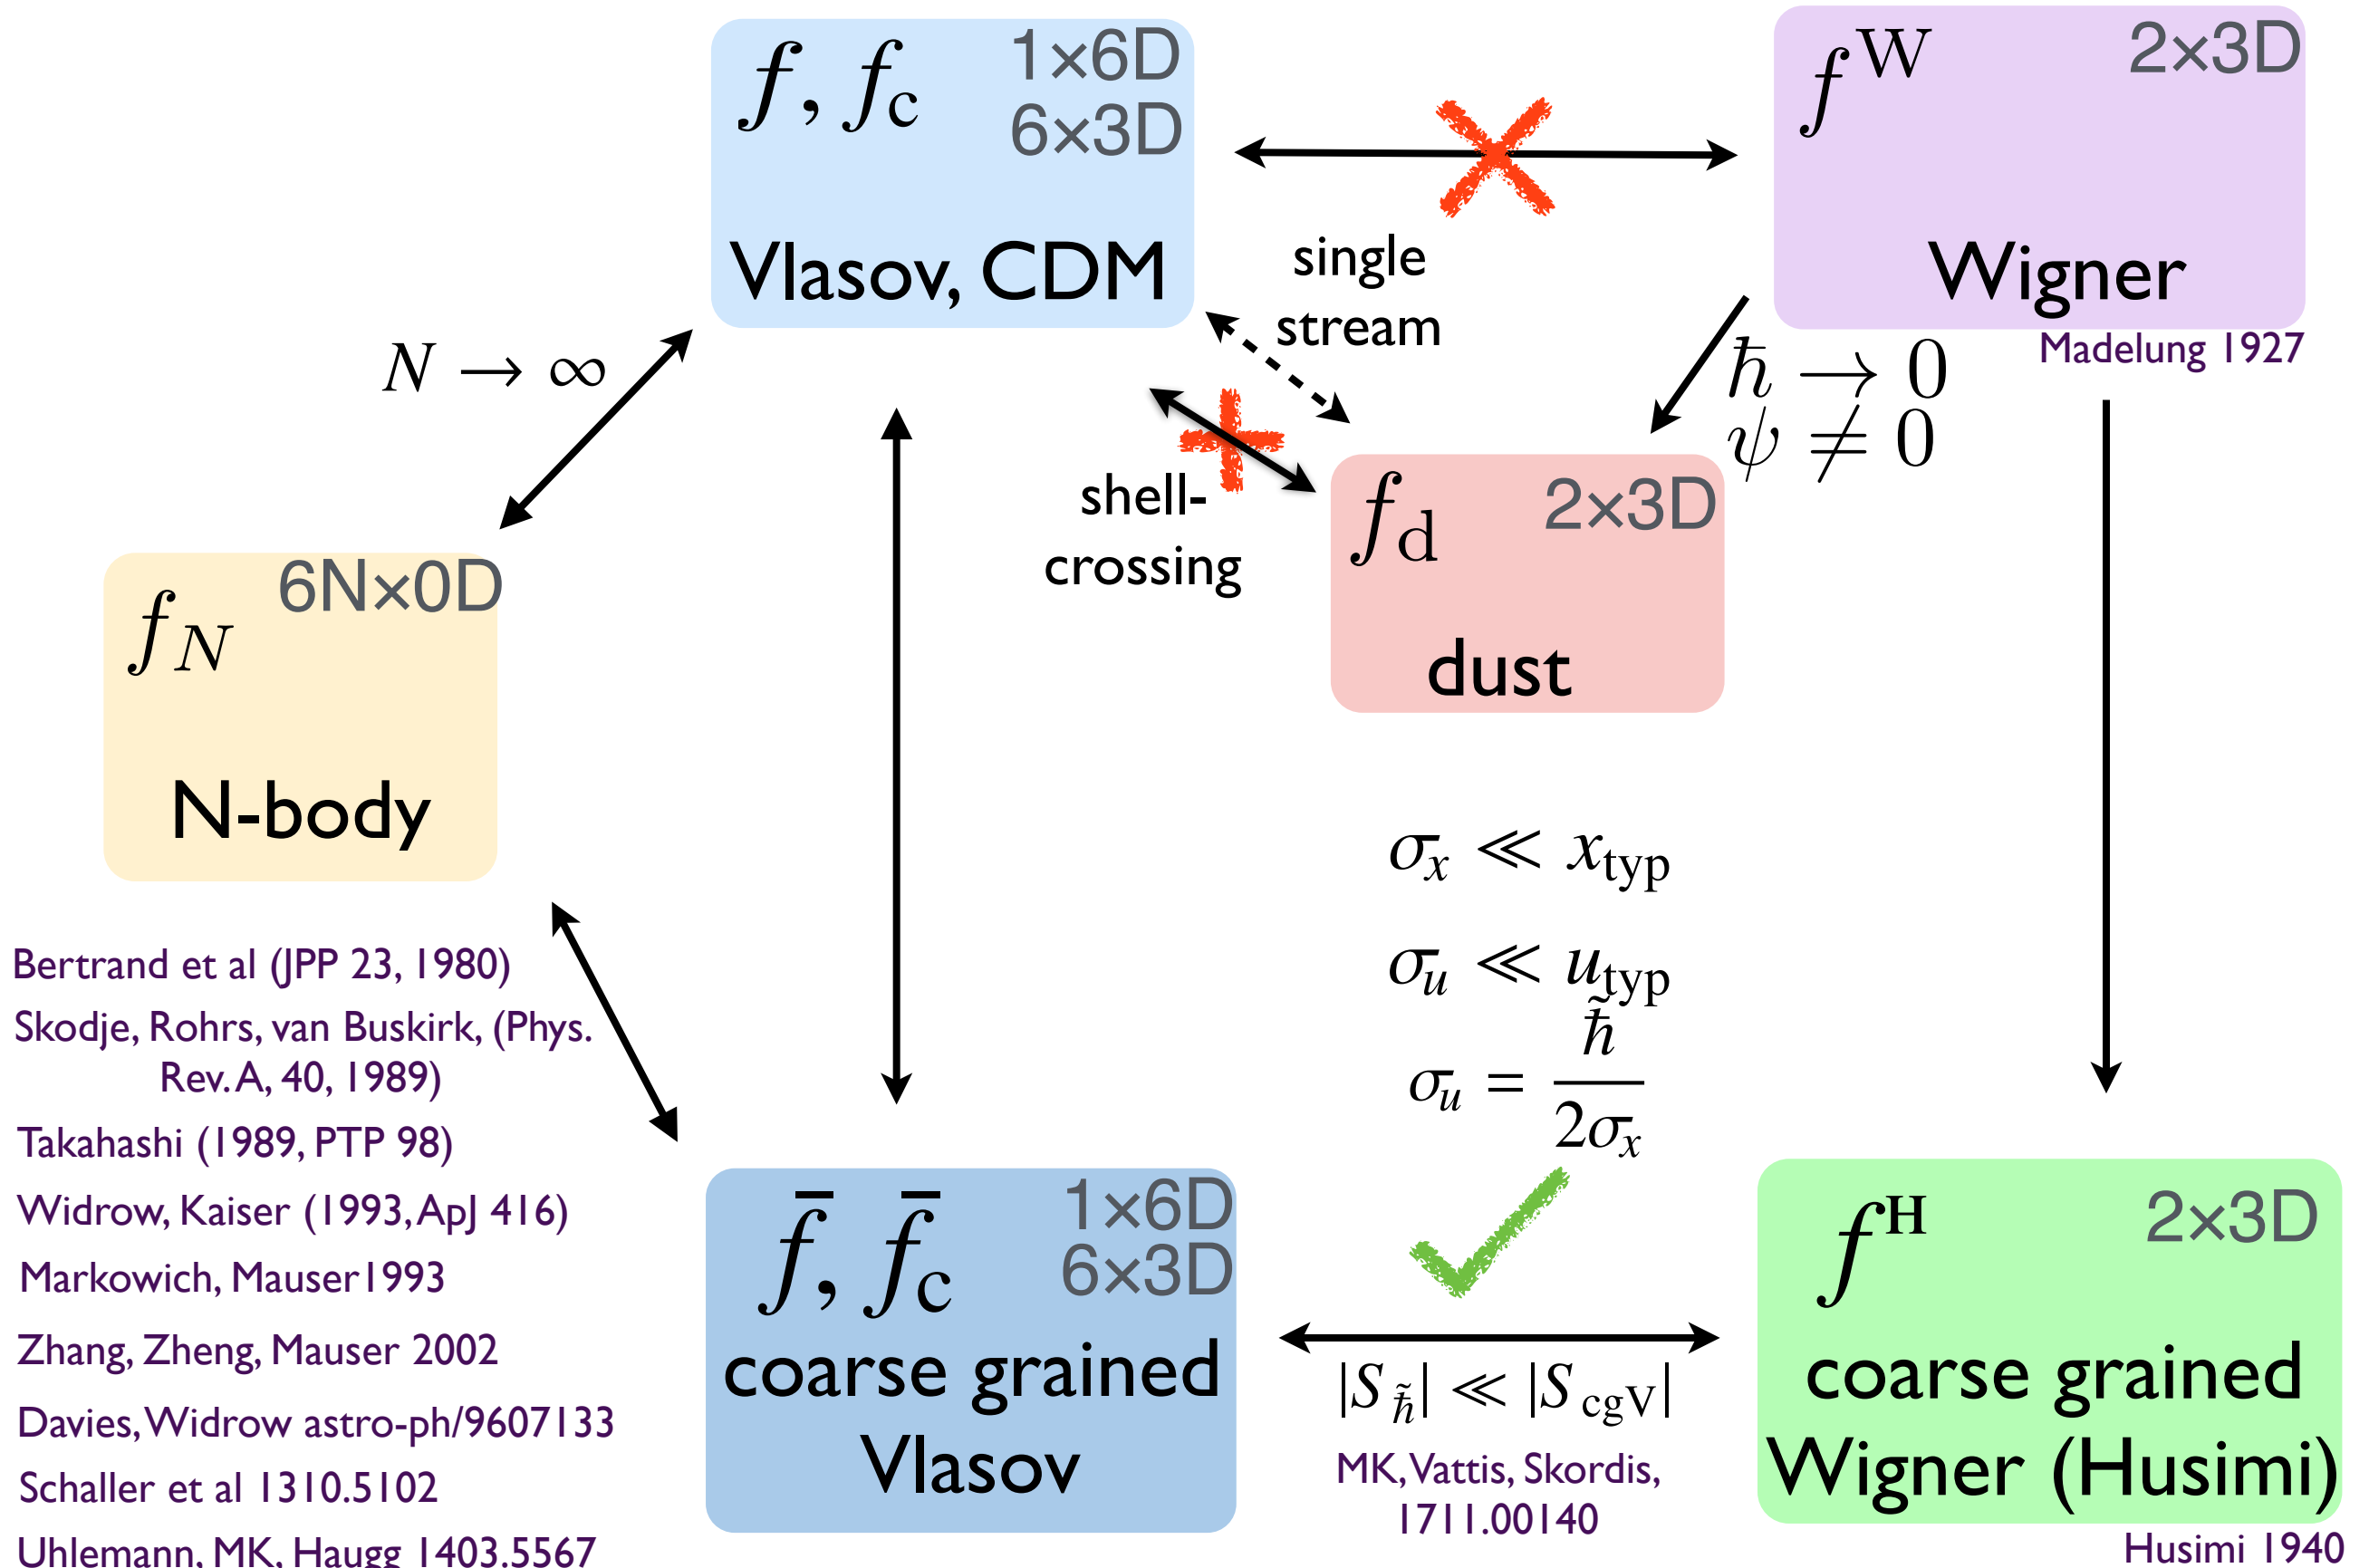 f, f_c
1×6D
6×3D
Vlasov, CDM
f^W
2×3D
Wigner
Madelung 1927
single
stream
N → ∞
ħ → 0
ψ ≠ 0
shell-
crossing
f_d
2×3D
dust
f_N
6N×0D
N-body
σ_x ≪ x_typ
σ_u ≪ u_typ
σ_u = ħ̃ / 2σ_x
Bertrand et al (JPP 23, 1980)
Skodje, Rohrs, van Buskirk, (Phys.
Rev. A, 40, 1989)
Takahashi (1989, PTP 98)
Widrow, Kaiser (1993, ApJ 416)
Markowich, Mauser1993
Zhang, Zheng, Mauser 2002
Davies, Widrow astro-ph/9607133
Schaller et al 1310.5102
Uhlemann, MK, Haugg 1403.5567
f̄, f̄_c
1×6D
6×3D
coarse grained
Vlasov
|S_ħ̃| ≪ |S_cgV|
MK, Vattis, Skordis,
1711.00140
f^H
2×3D
coarse grained
Wigner (Husimi)
Husimi 1940